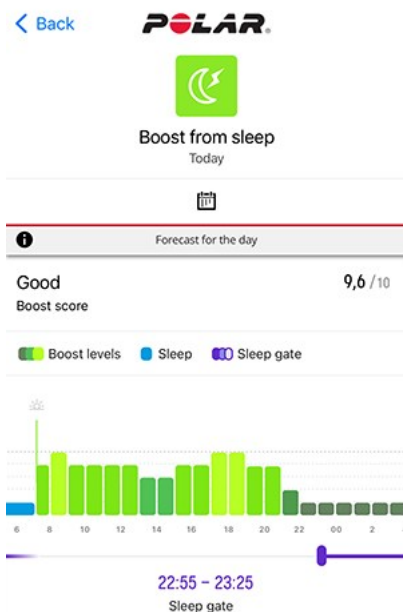 Back
POLAR®
Boost from sleep
Today
Forecast for the day
Good
9,6 /10
Boost score
Boost levels
Sleep
Sleep gate
6 8 10 12 14 16 18 20 22 00 2
22:55 – 23:25
Sleep gate